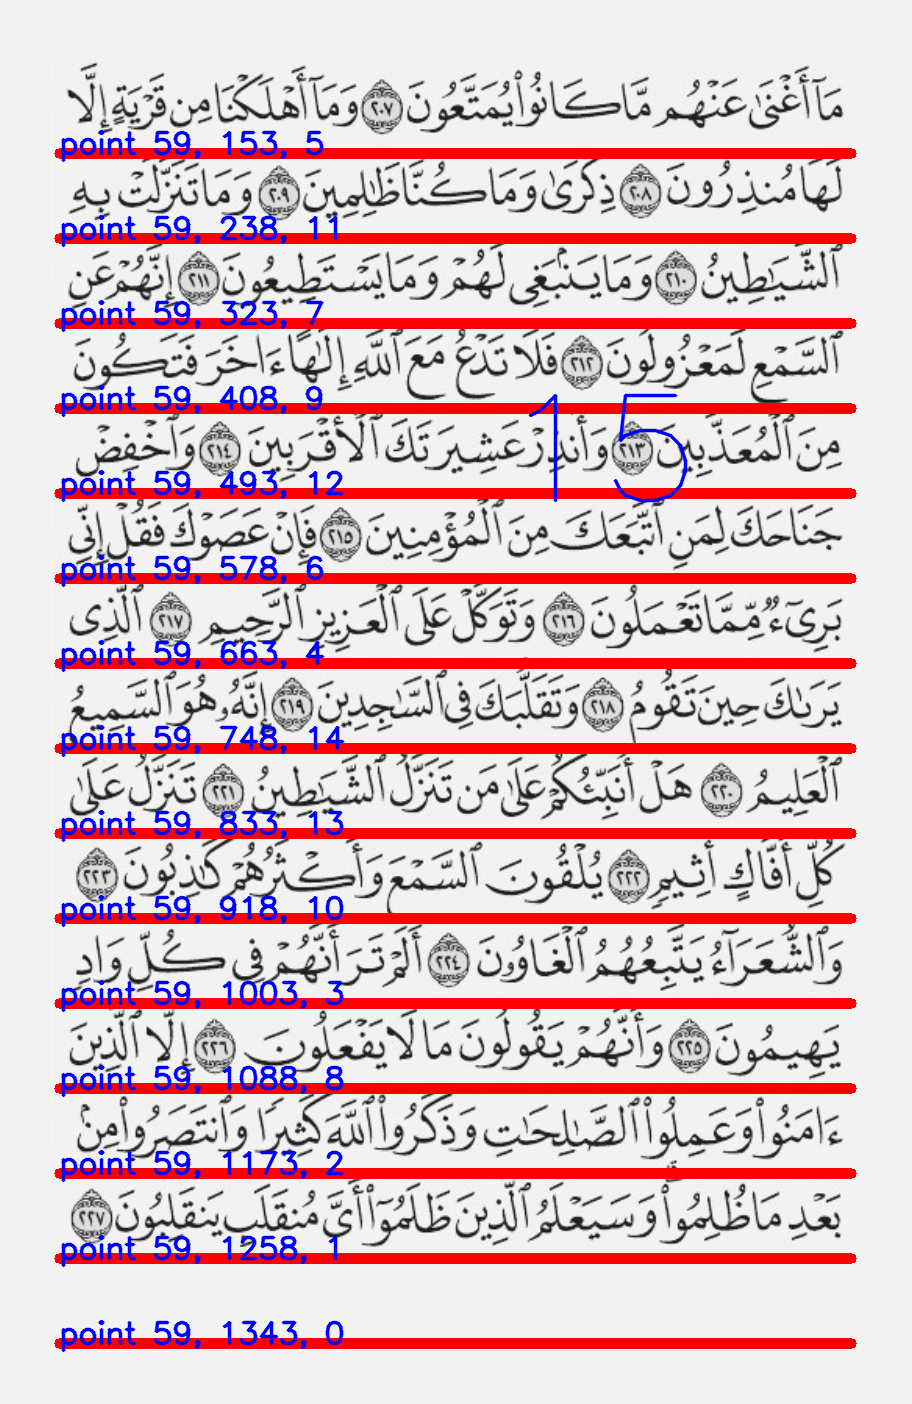 مَآ أَغْنَىٰ عَنْهُم مَّا كَانُوا۟ يُمَتَّعُونَ ٢٠٧ وَمَآ أَهْلَكْنَا مِن قَرْيَةٍ إِلَّا
point 59, 153, 5
لَهَا مُنذِرُونَ ٢٠٨ ذِكْرَىٰ وَمَا كُنَّا ظَـٰلِمِينَ ٢٠٩ وَمَا تَنَزَّلَتْ بِهِ
point 59, 238, 11
ٱلشَّيَـٰطِينُ ٢١٠ وَمَا يَنۢبَغِى لَهُمْ وَمَا يَسْتَطِيعُونَ ٢١١ إِنَّهُمْ عَنِ
point 59, 323, 7
ٱلسَّمْعِ لَمَعْزُولُونَ ٢١٢ فَلَا تَدْعُ مَعَ ٱللَّهِ إِلَـٰهًا ءَاخَرَ فَتَكُونَ
point 59, 408, 9
15
مِنَ ٱلْمُعَذَّبِينَ ٢١٣ وَأَنذِرْ عَشِيرَتَكَ ٱلْأَقْرَبِينَ ٢١٤ وَٱخْفِضْ
point 59, 493, 12
جَنَاحَكَ لِمَنِ ٱتَّبَعَكَ مِنَ ٱلْمُؤْمِنِينَ ٢١٥ فَإِنْ عَصَوْكَ فَقُلْ إِنِّى
point 59, 578, 6
بَرِىٓءٌ مِّمَّا تَعْمَلُونَ ٢١٦ وَتَوَكَّلْ عَلَى ٱلْعَزِيزِ ٱلرَّحِيمِ ٢١٧ ٱلَّذِى
point 59, 663, 4
يَرَىٰكَ حِينَ تَقُومُ ٢١٨ وَتَقَلُّبَكَ فِى ٱلسَّـٰجِدِينَ ٢١٩ إِنَّهُۥ هُوَ ٱلسَّمِيعُ
point 59, 748, 14
ٱلْعَلِيمُ ٢٢٠ هَلْ أُنَبِّئُكُمْ عَلَىٰ مَن تَنَزَّلُ ٱلشَّيَـٰطِينُ ٢٢١ تَنَزَّلُ عَلَىٰ
point 59, 833, 13
كُلِّ أَفَّاكٍ أَثِيمٍ ٢٢٢ يُلْقُونَ ٱلسَّمْعَ وَأَكْثَرُهُمْ كَـٰذِبُونَ ٢٢٣
point 59, 918, 10
وَٱلشُّعَرَآءُ يَتَّبِعُهُمُ ٱلْغَاوُۥنَ ٢٢٤ أَلَمْ تَرَ أَنَّهُمْ فِى كُلِّ وَادٍ
point 59, 1003, 3
يَهِيمُونَ ٢٢٥ وَأَنَّهُمْ يَقُولُونَ مَا لَا يَفْعَلُونَ ٢٢٦ إِلَّا ٱلَّذِينَ
point 59, 1088, 8
ءَامَنُوا۟ وَعَمِلُوا۟ ٱلصَّـٰلِحَـٰتِ وَذَكَرُوا۟ ٱللَّهَ كَثِيرًا وَٱنتَصَرُوا۟ مِنۢ
point 59, 1173, 2
بَعْدِ مَا ظُلِمُوا۟ ۗ وَسَيَعْلَمُ ٱلَّذِينَ ظَلَمُوٓا۟ أَىَّ مُنقَلَبٍ يَنقَلِبُونَ ٢٢٧
point 59, 1258, 1
point 59, 1343, 0